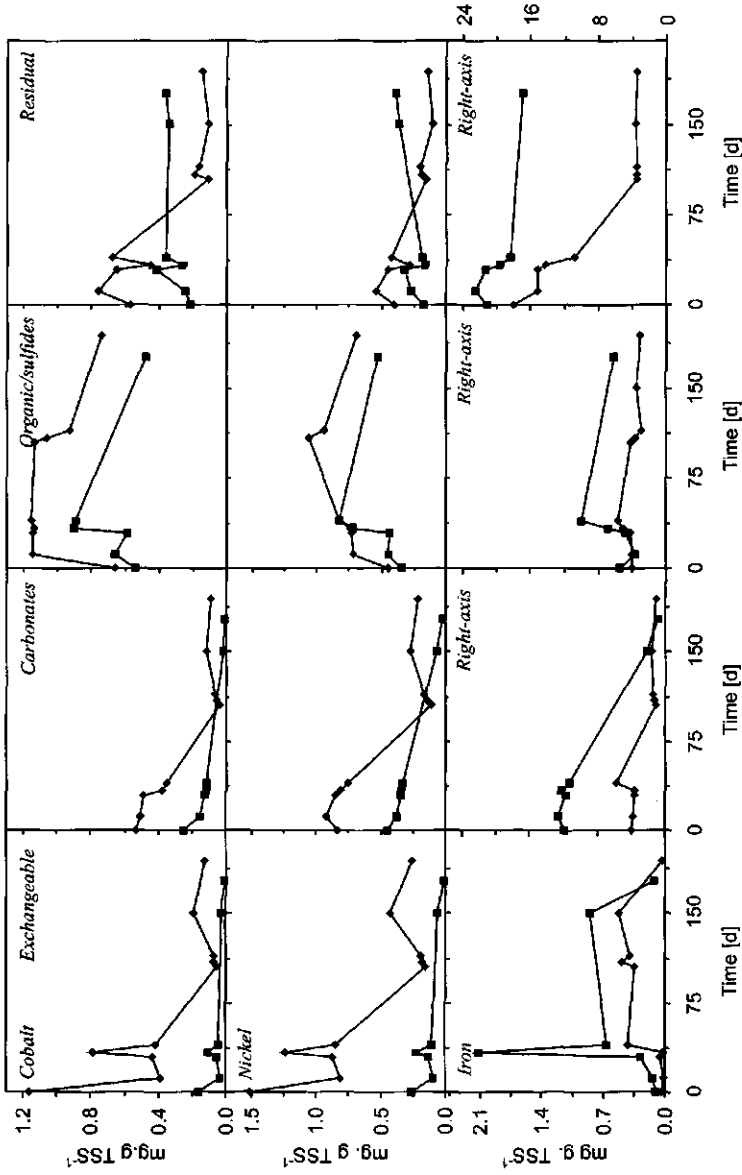 Cobalt
Exchangeable
Carbonates
Organic/sulfides
Residual
1.2
0.8
0.4
0.0
mg.g TSS⁻¹
Nickel
1.5
1.0
0.5
0.0
mg.g TSS⁻¹
Iron
Right-axis
Right-axis
Right-axis
2.1
1.4
0.7
0.0
mg.g TSS⁻¹
24
16
8
0
0 75 150
0 75 150
0 75 150
0 75 150
Time [d]
Time [d]
Time [d]
Time [d]